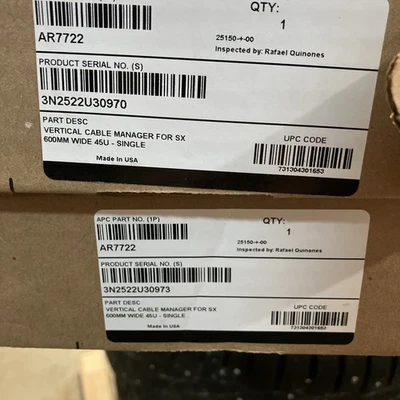 QTY:
1
AR7722
25150-+-00
Inspected by: Rafael Quinones
PRODUCT SERIAL NO. (S)
3N2522U30970
PART DESC
VERTICAL CABLE MANAGER FOR SX
600MM WIDE 45U - SINGLE
UPC CODE
Made in USA
731304301653
APC PART NO. (1P)
QTY:
1
AR7722
25150-+-00
Inspected by: Rafael Quinones
PRODUCT SERIAL NO. (S)
3N2522U30973
PART DESC
VERTICAL CABLE MANAGER FOR SX
600MM WIDE 45U - SINGLE
UPC CODE
Made in USA
731304301653